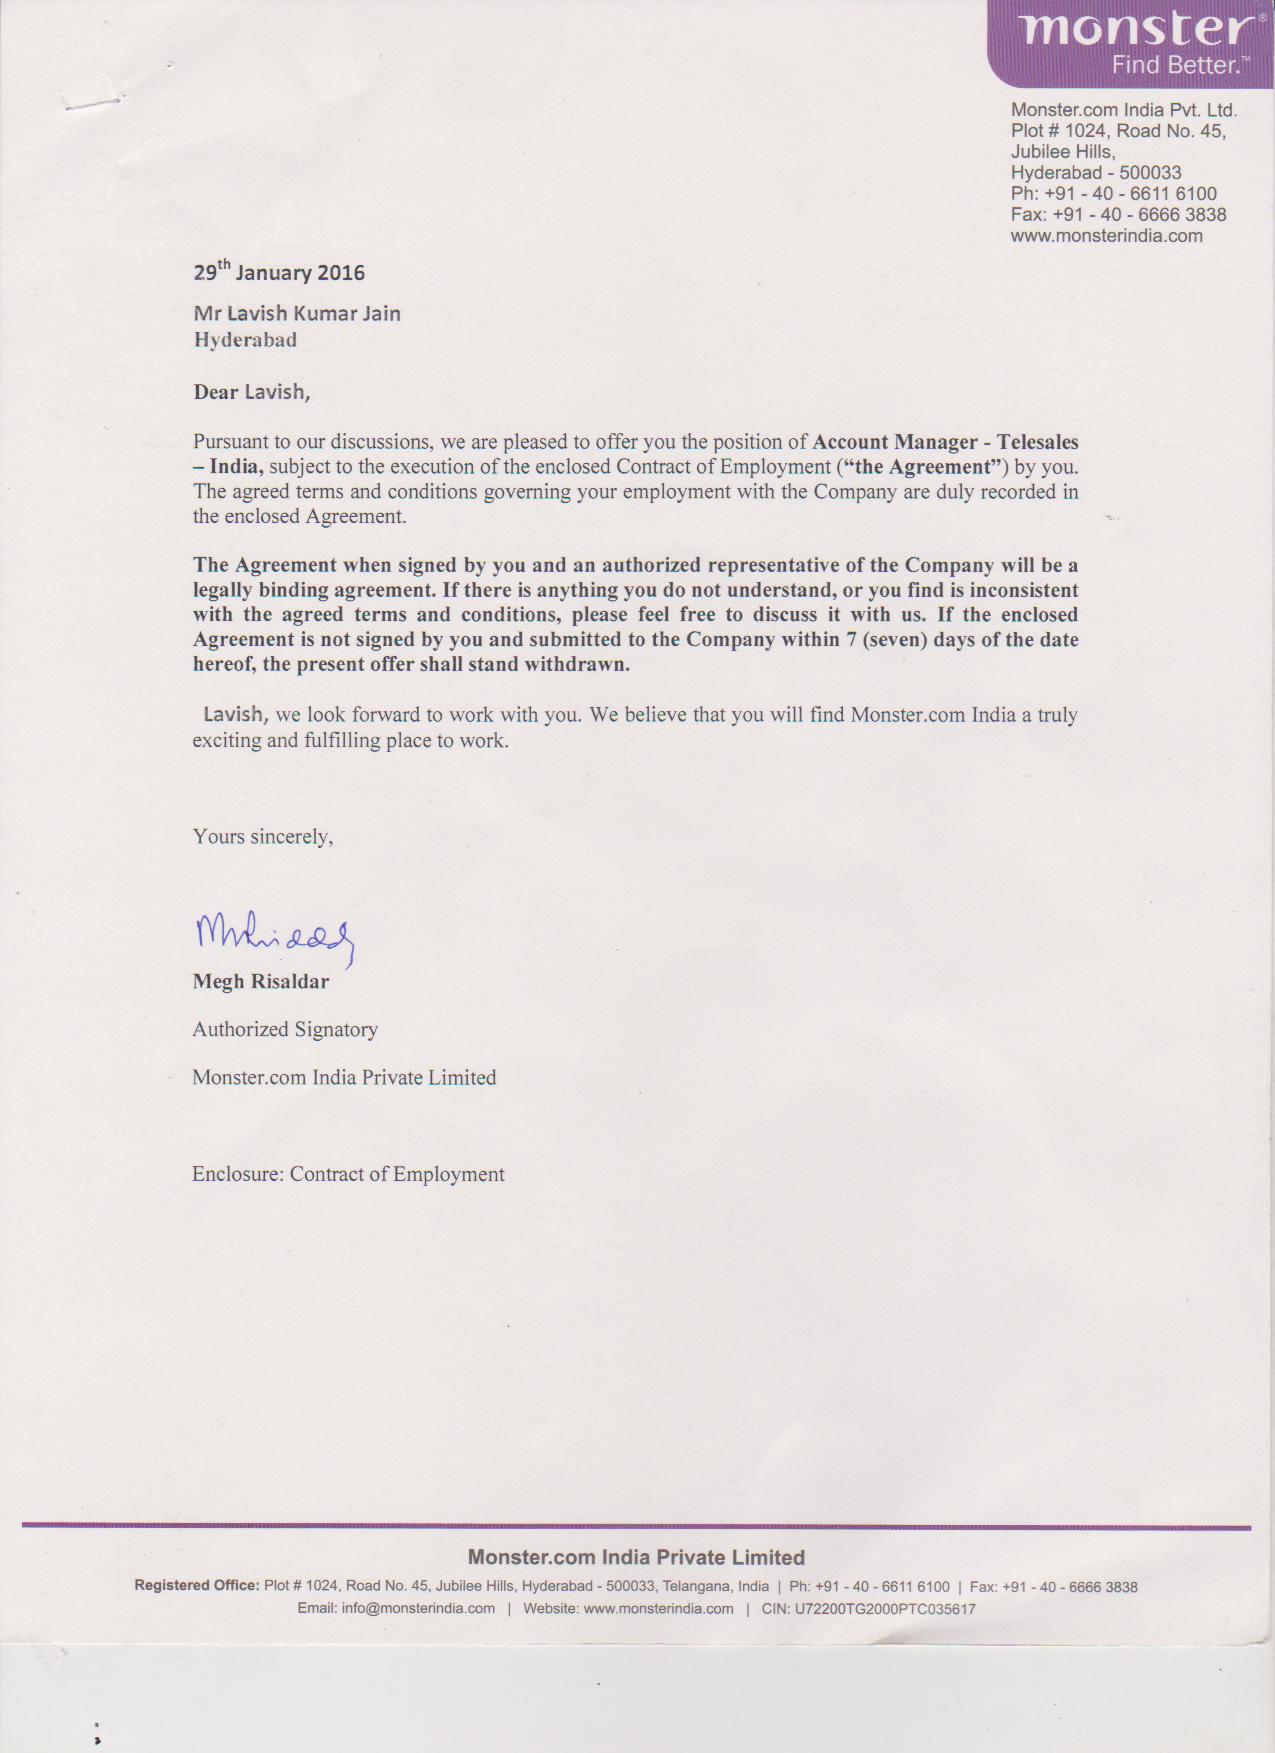 monster®
Find Better.™
Monster.com India Pvt. Ltd.
Plot # 1024, Road No. 45,
Jubilee Hills,
Hyderabad - 500033
Ph: +91 - 40 - 6611 6100
Fax: +91 - 40 - 6666 3838
www.monsterindia.com
29th January 2016
Mr Lavish Kumar Jain
Hyderabad
Dear Lavish,
Pursuant to our discussions, we are pleased to offer you the position of Account Manager - Telesales
– India, subject to the execution of the enclosed Contract of Employment (“the Agreement”) by you.
The agreed terms and conditions governing your employment with the Company are duly recorded in
the enclosed Agreement.
The Agreement when signed by you and an authorized representative of the Company will be a
legally binding agreement. If there is anything you do not understand, or you find is inconsistent
with the agreed terms and conditions, please feel free to discuss it with us. If the enclosed
Agreement is not signed by you and submitted to the Company within 7 (seven) days of the date
hereof, the present offer shall stand withdrawn.
Lavish, we look forward to work with you. We believe that you will find Monster.com India a truly
exciting and fulfilling place to work.
Yours sincerely,
Megh Risaldar
Authorized Signatory
Monster.com India Private Limited
Enclosure: Contract of Employment
Monster.com India Private Limited
Registered Office: Plot # 1024, Road No. 45, Jubilee Hills, Hyderabad - 500033, Telangana, India | Ph: +91 - 40 - 6611 6100 | Fax: +91 - 40 - 6666 3838
Email: info@monsterindia.com | Website: www.monsterindia.com | CIN: U72200TG2000PTC035617